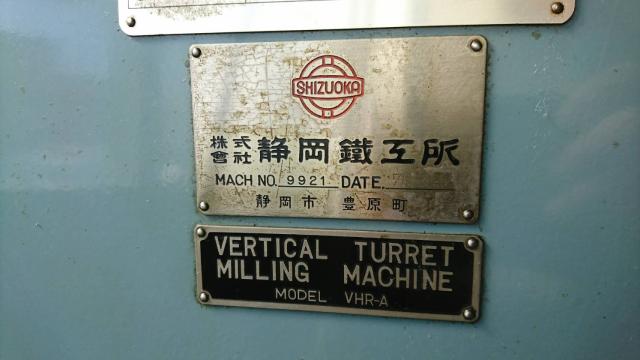 SHIZUOKA
株式會社 静岡鐵工所
MACH NO. 9921 DATE
静岡市 豊原町
VERTICAL TURRET
MILLING MACHINE
MODEL VHR-A